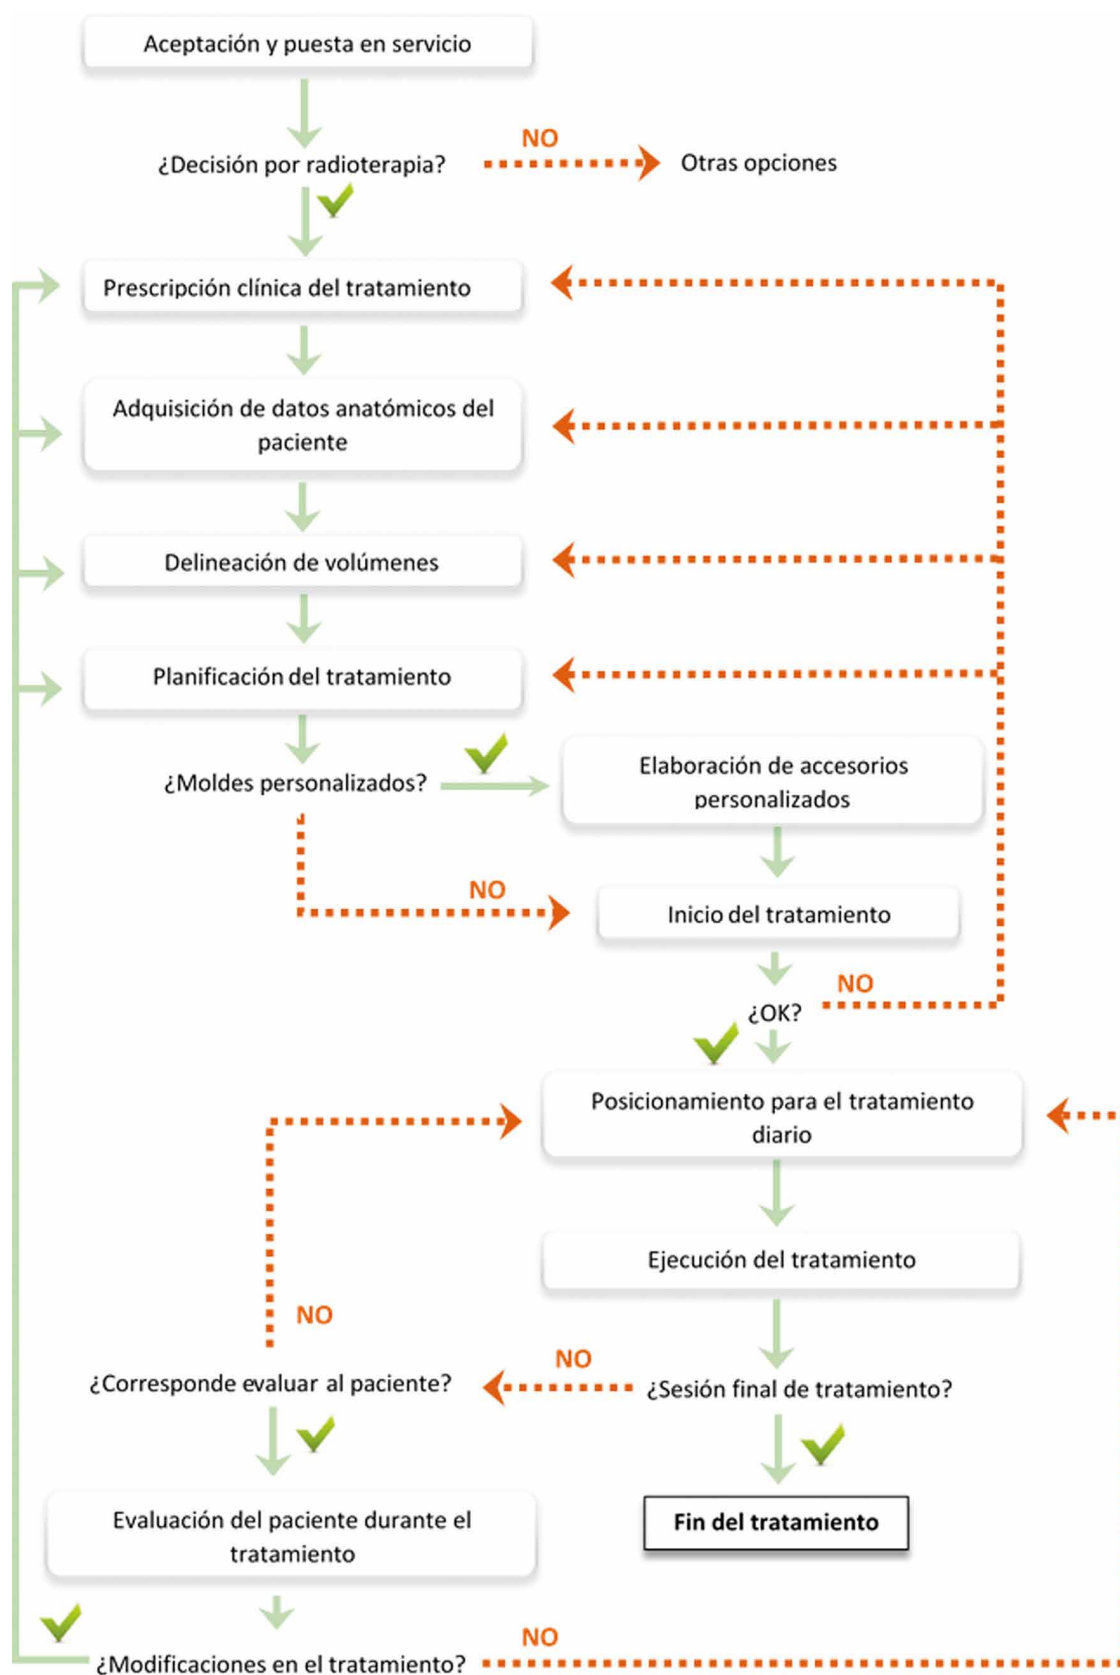 Aceptación y puesta en servicio
NO
¿Decisión por radioterapia?
Otras opciones
Prescripción clínica del tratamiento
Adquisición de datos anatómicos del
paciente
Delineación de volúmenes
Planificación del tratamiento
¿Moldes personalizados?
Elaboración de accesorios
personalizados
NO
Inicio del tratamiento
NO
¿OK?
Posicionamiento para el tratamiento
diario
Ejecución del tratamiento
NO
NO
¿Corresponde evaluar al paciente?
¿Sesión final de tratamiento?
Evaluación del paciente durante el
tratamiento
Fin del tratamiento
NO
¿Modificaciones en el tratamiento?